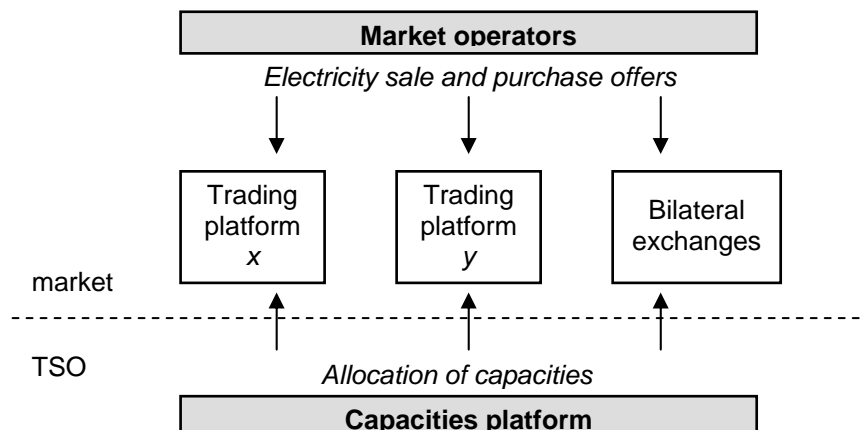 Market operators
Electricity sale and purchase offers
Trading
platform
x
Trading
platform
y
Bilateral
exchanges
market
TSO
Allocation of capacities
Capacities platform